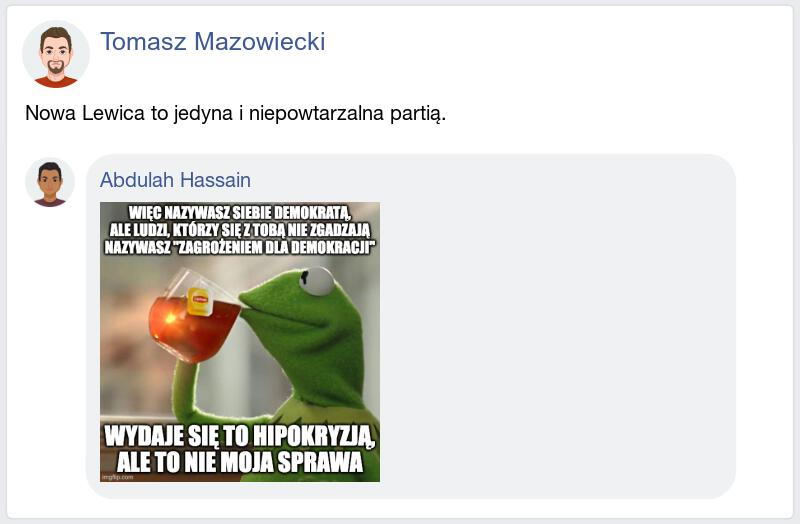 Tomasz Mazowiecki
Nowa Lewica to jedyna i niepowtarzalna partią.
Abdulah Hassain
WIĘC NAZYWASZ SIEBIE DEMOKRATĄ,
ALE LUDZI, KTÓRZY SIĘ Z TOBĄ NIE ZGADZAJĄ
NAZYWASZ "ZAGROŻENIEM DLA DEMOKRACJI"
WYDAJE SIĘ TO HIPOKRYZJĄ,
ALE TO NIE MOJA SPRAWA
imgflip.com